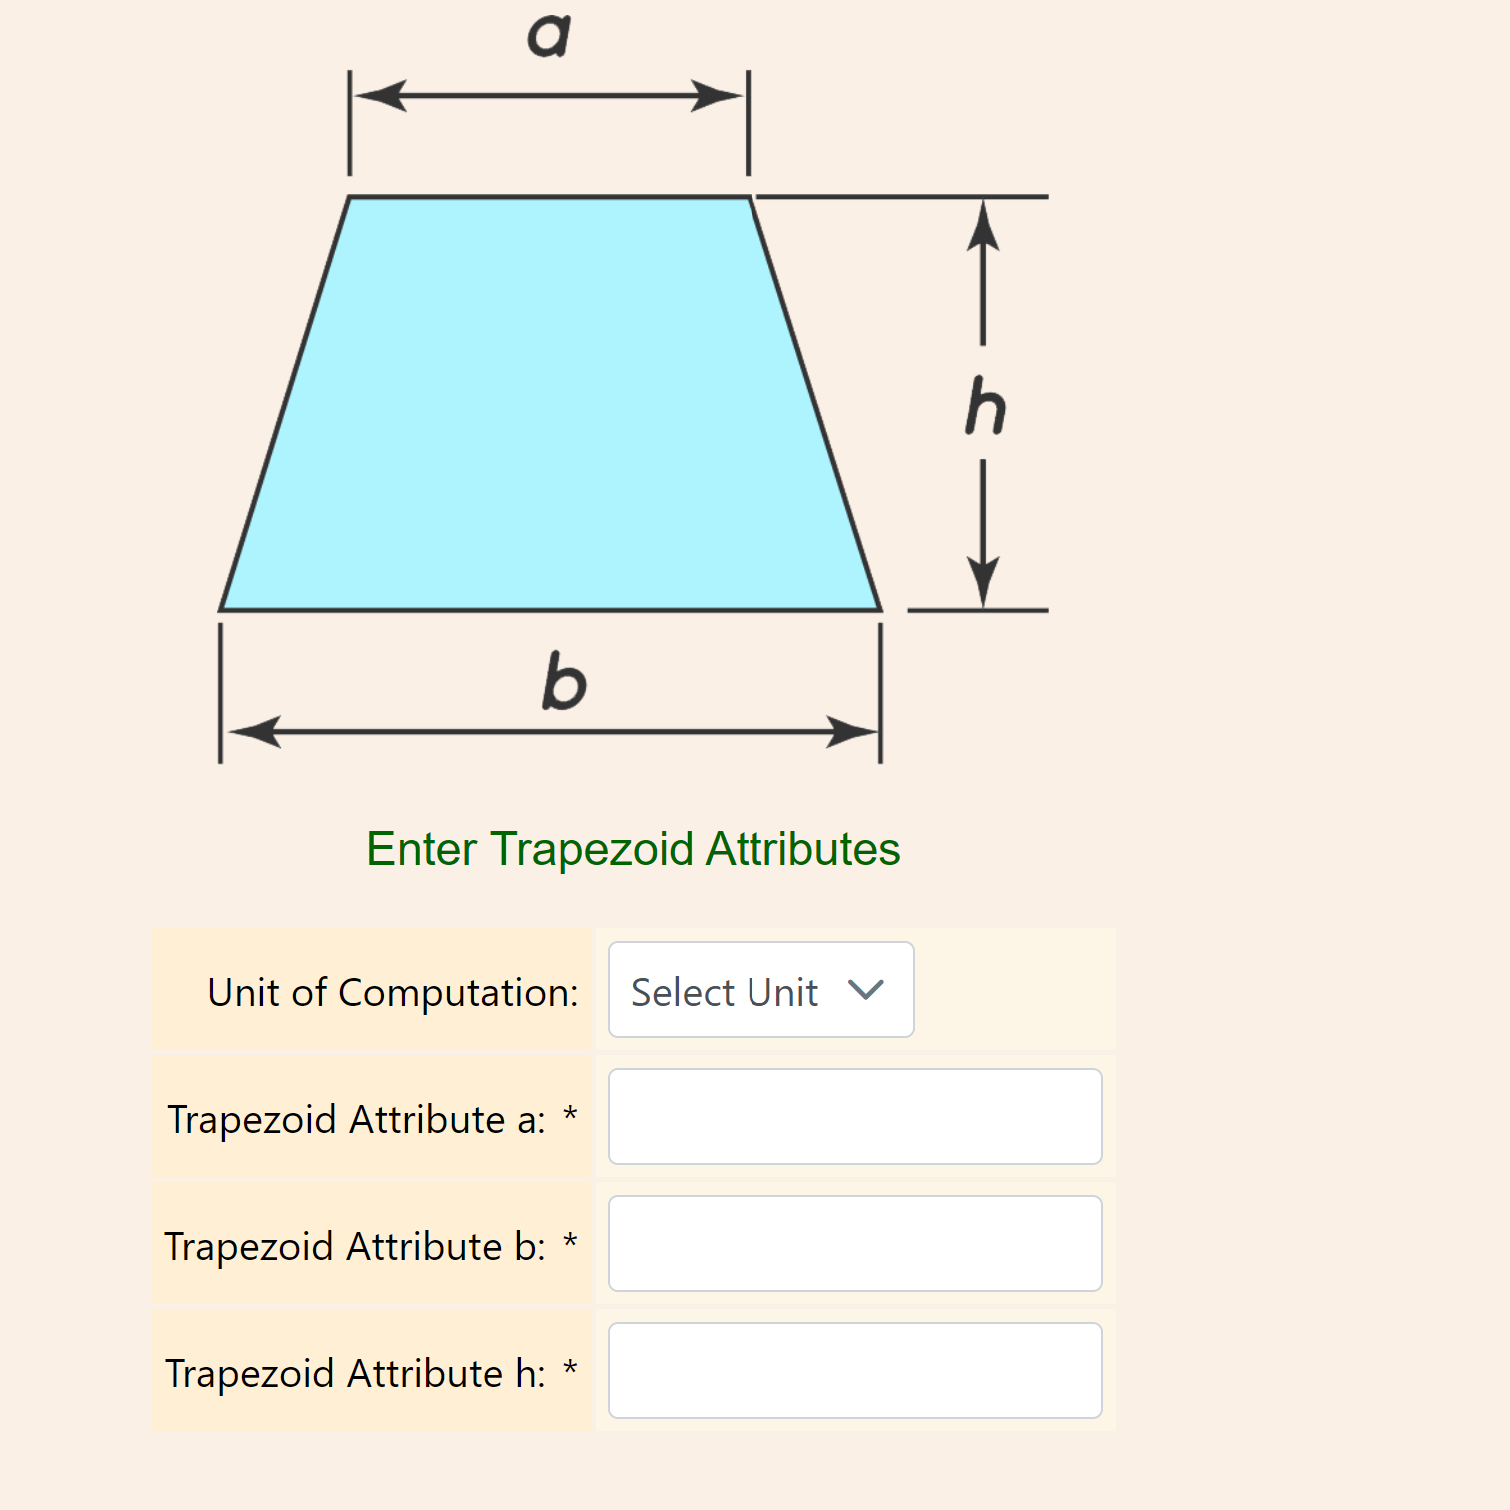 a
h
b
Enter Trapezoid Attributes
Unit of Computation: Select Unit
Trapezoid Attribute a: *
Trapezoid Attribute b: *
Trapezoid Attribute h: *